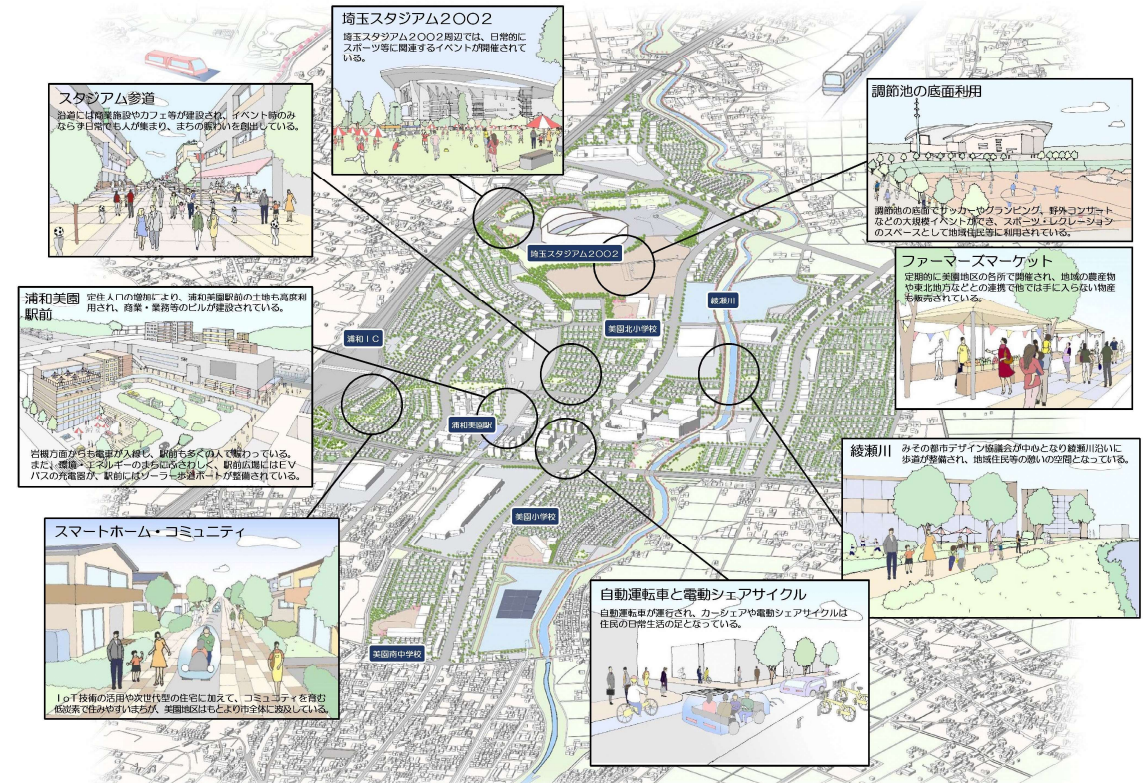 埼玉スタジアム2002
埼玉スタジアム2002周辺では、日常的に
スポーツ等に関連するイベントが開催されて
いる。
スタジアム参道
沿道には商業施設やカフェ等が建設され、イベント時のみ
ならず日常でも人が集まり、まちの賑わいを創出している。
調節池の底面利用
調節池の底面でサッカーやグランピング、野外コンサート
などの大規模イベントができ、スポーツ・レクレーション
のスペースとして地域住民等に利用されている。
ファーマーズマーケット
定期的に美園地区の各所で開催され、地域の農産物
や東北地方などとの連携で他では手に入らない物産
も販売されている。
浦和美園
駅前
定住人口の増加により、浦和美園駅前の土地も高度利
用され、商業・業務等のビルが建設されている。
岩槻方面からも電車が入線し、駅前も多くの人で賑わっている。
また、環境・エネルギーのまちにふさわしく、駅前広場にはEV
バスの充電器が、駅前にはソーラー歩道ポートが整備されている。
綾瀬川
みその都市デザイン協議会が中心となり綾瀬川沿いに
歩道が整備され、地域住民等の憩いの空間となっている。
スマートホーム・コミュニティ
IoT技術の活用や次世代型の住宅に加えて、コミュニティを育む
低炭素で住みやすいまちが、美園地区はもとより市全体に波及している。
自動運転車と電動シェアサイクル
自動運転車が運行され、カーシェアや電動シェアサイクルは
住民の日常生活の足となっている。
埼玉スタジアム2002
綾瀬川
美園北小学校
浦和IC
浦和美園駅
美園小学校
美園南中学校